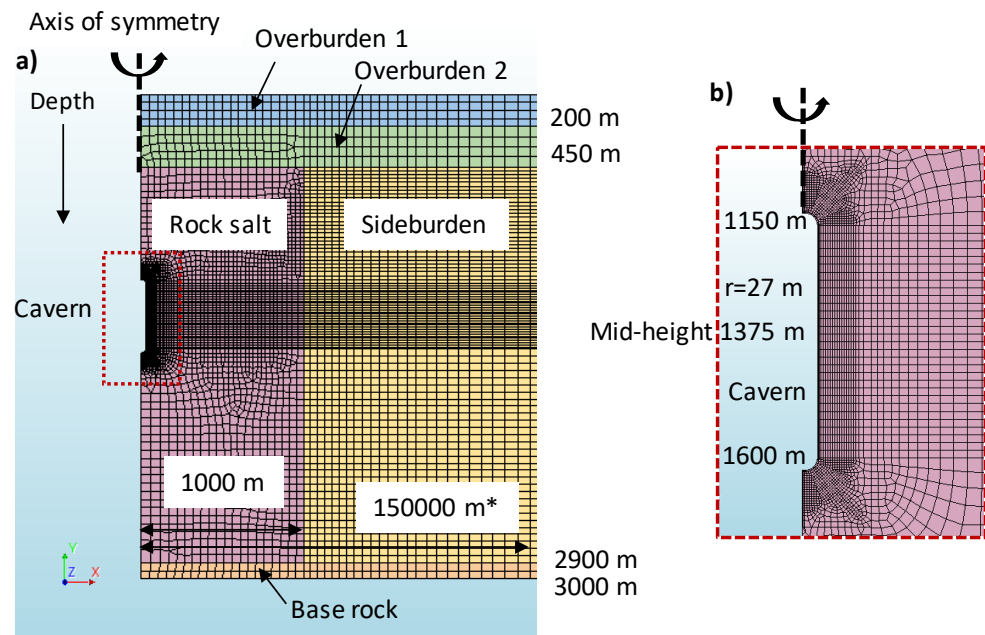 Axis of symmetry
a)
Overburden 1
Overburden 2
Depth
200 m
450 m
Rock salt
Sideburden
Cavern
1000 m
150000 m*
2900 m
3000 m
Base rock
Y
Z
X
b)
1150 m
r=27 m
Mid-height
1375 m
Cavern
1600 m